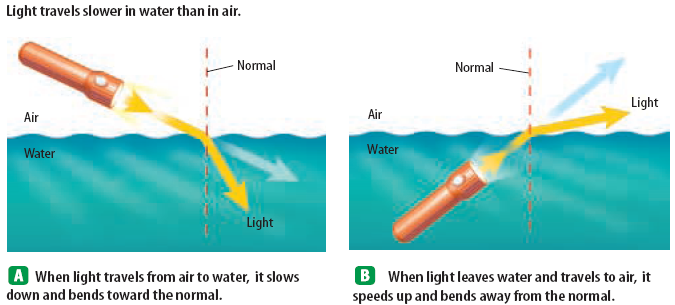 Light travels slower in water than in air.
Normal
Air
Water
Light
A When light travels from air to water, it slows
down and bends toward the normal.
Normal
Light
Air
Water
B When light leaves water and travels to air, it
speeds up and bends away from the normal.